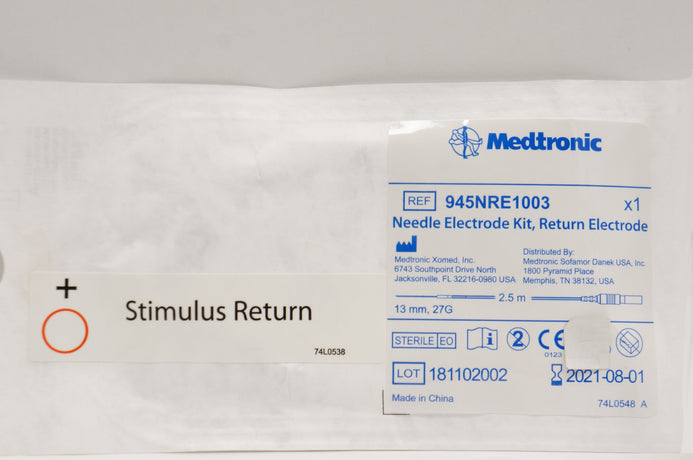 Medtronic
REF 945NRE1003 x1
Needle Electrode Kit, Return Electrode
Medtronic Xomed, Inc.
6743 Southpoint Drive North
Jacksonville, FL 32216-0980 USA
Distributed By:
Medtronic Sofamor Danek USA, Inc.
1800 Pyramid Place
Memphis, TN 38132, USA
2.5 m
13 mm, 27G
STERILE EO i 2 CE
0123
LOT 181102002 2021-08-01
Made in China 74L0548 A
+
Stimulus Return
74L0538